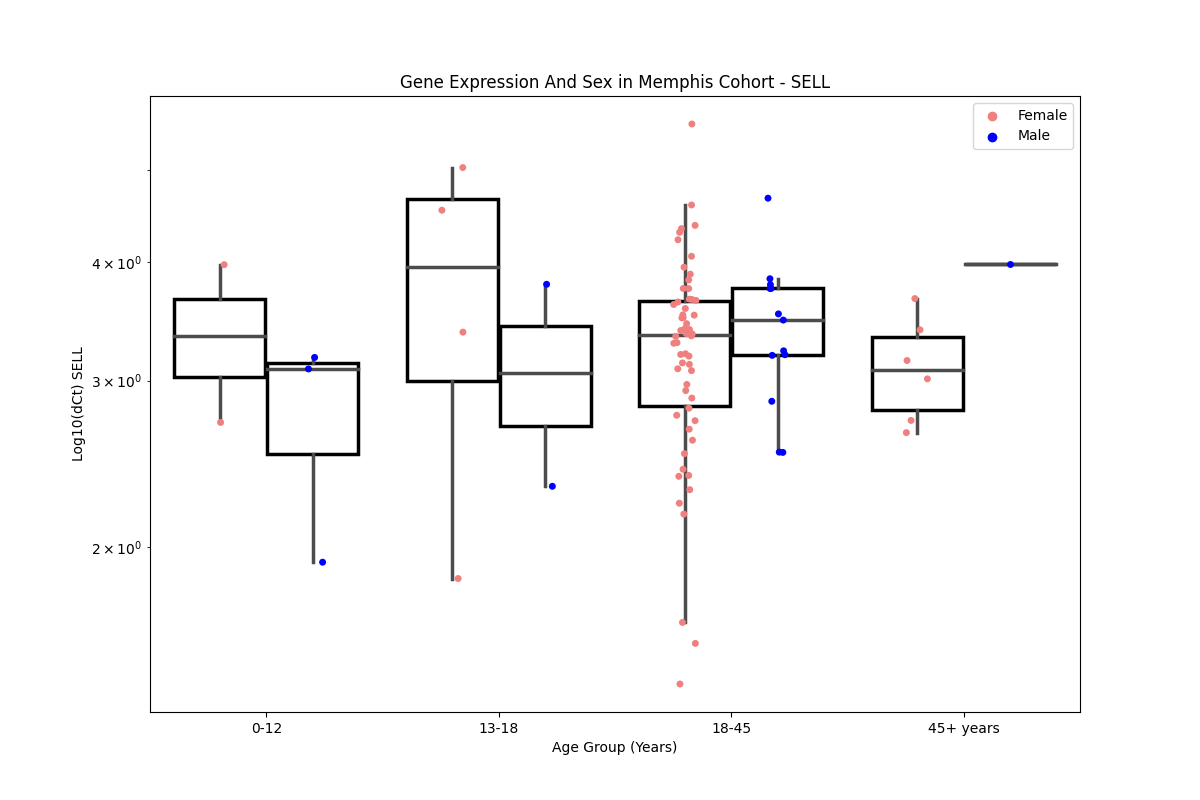 Gene Expression And Sex in Memphis Cohort - SELL
Female
Male
Log10(dCt) SELL
4 × 10⁰
3 × 10⁰
2 × 10⁰
0-12
13-18
18-45
45+ years
Age Group (Years)